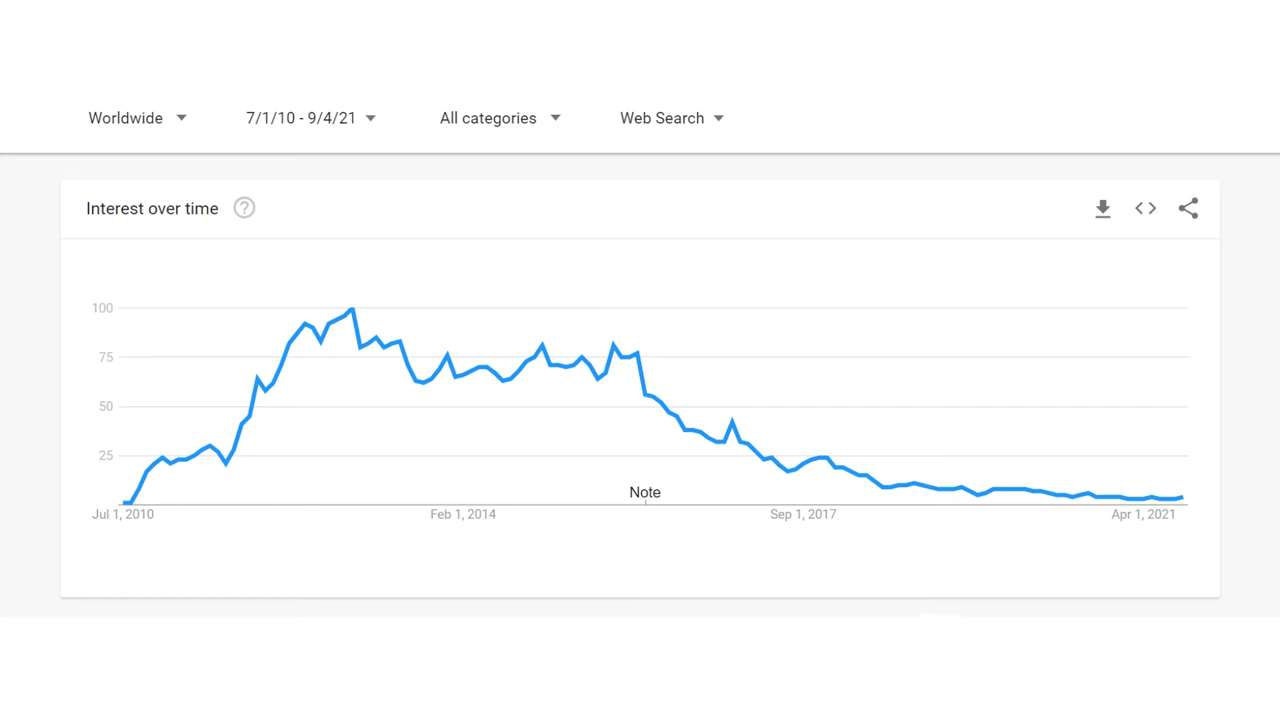 Worldwide 7/1/10 - 9/4/21 All categories Web Search
Interest over time ?
100
75
50
25
Note
Jul 1, 2010 Feb 1, 2014 Sep 1, 2017 Apr 1, 2021